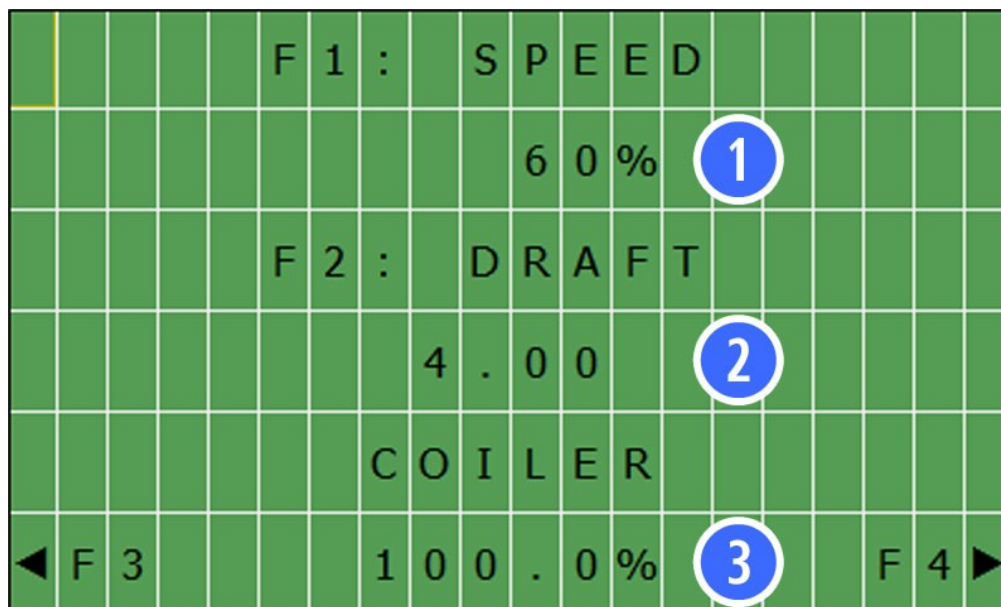 F1: SPEED
60% 1
F2: DRAFT
4.00 2
COILER
◀F3 100.0% 3 F4▶